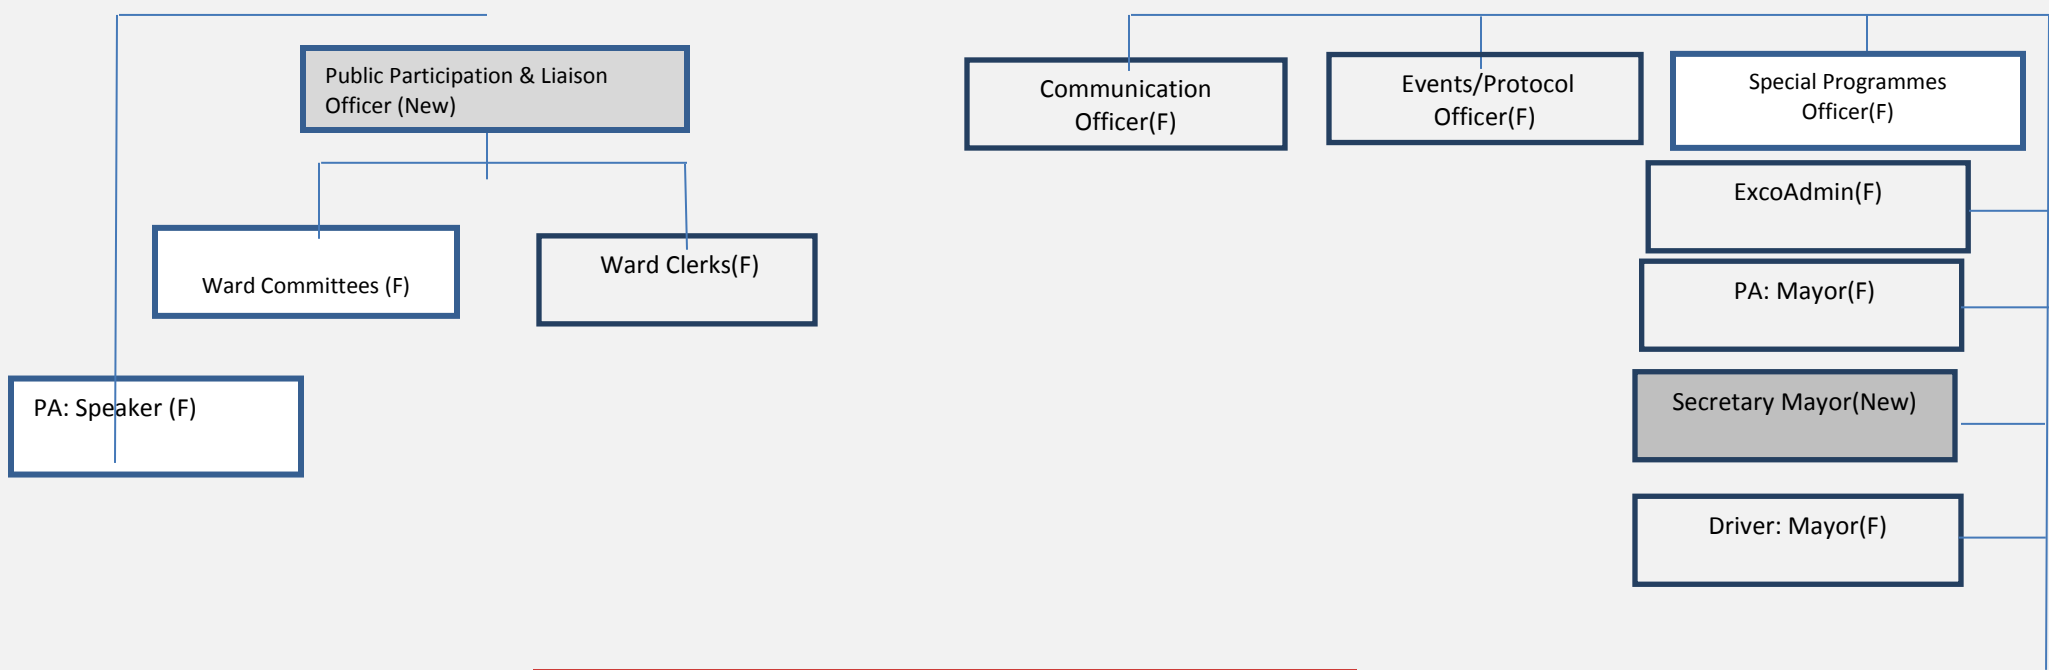 Public Participation & Liaison
Officer (New)
Communication
Officer(F)
Events/Protocol
Officer(F)
Special Programmes
Officer(F)
ExcoAdmin(F)
Ward Committees (F)
Ward Clerks(F)
PA: Mayor(F)
PA: Speaker (F)
Secretary Mayor(New)
Driver: Mayor(F)